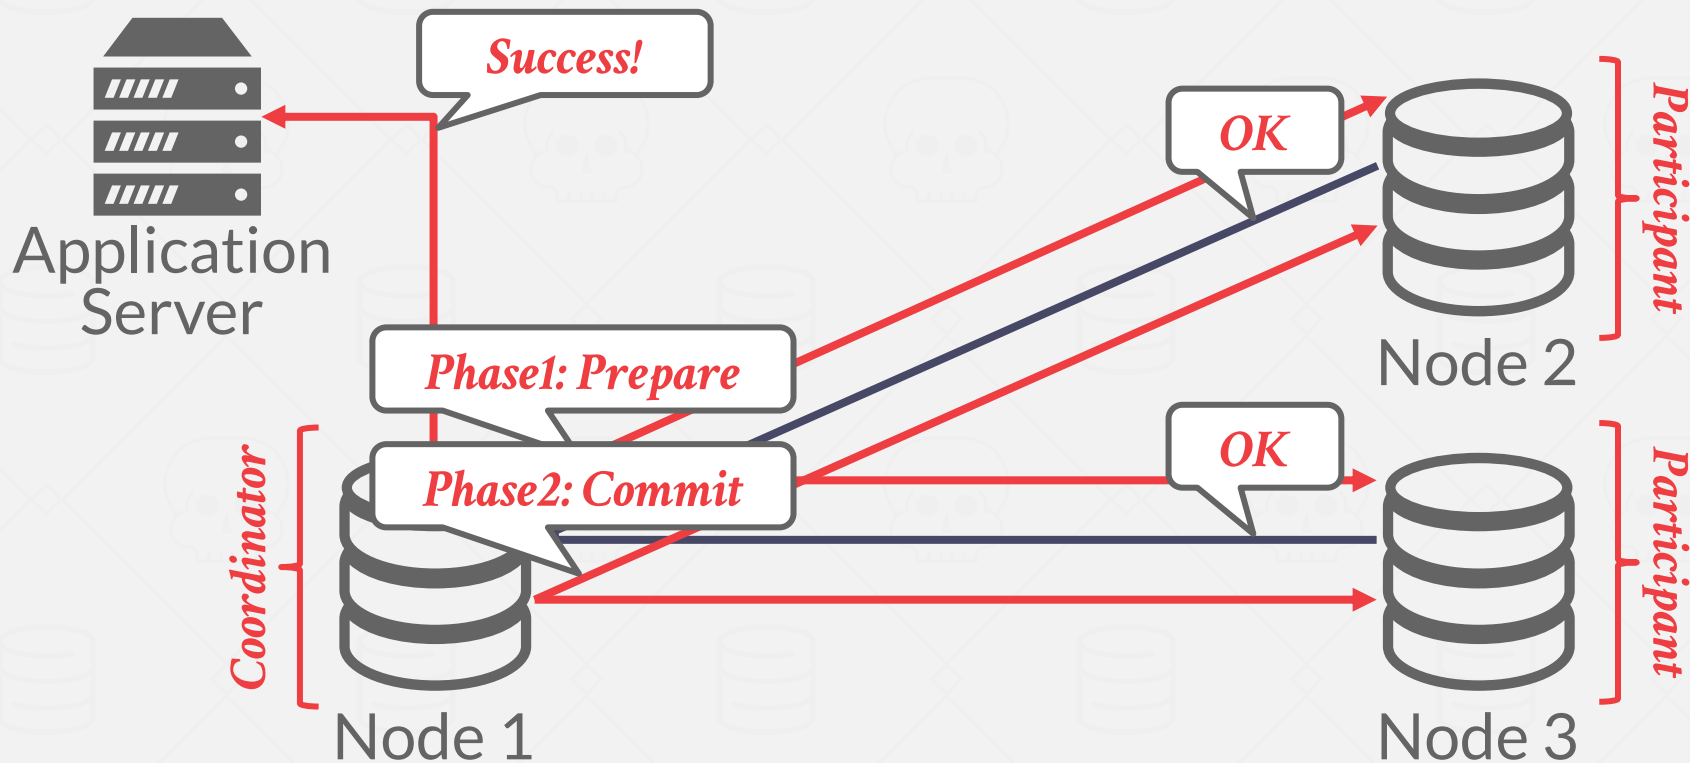 Success!
OK
Participant
Application
Server
Phase1: Prepare
Node 2
Coordinator
Phase2: Commit
OK
Participant
Node 1
Node 3